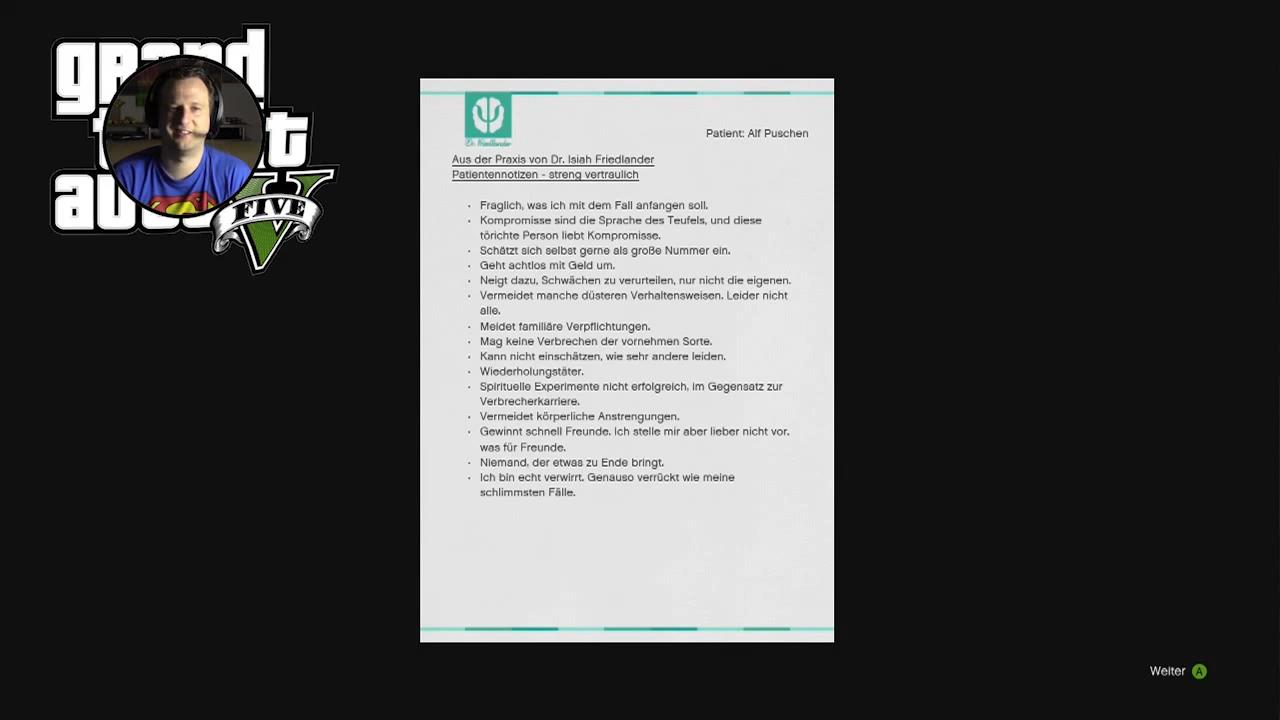 grand
theft
auto
FIVE
Dr. Friedlander
Patient: Alf Puschen
Aus der Praxis von Dr. Isiah Friedlander
Patientennotizen - streng vertraulich
· Fraglich, was ich mit dem Fall anfangen soll.
· Kompromisse sind die Sprache des Teufels, und diese
törichte Person liebt Kompromisse.
· Schätzt sich selbst gerne als große Nummer ein.
· Geht achtlos mit Geld um.
· Neigt dazu, Schwächen zu verurteilen, nur nicht die eigenen.
· Vermeidet manche düsteren Verhaltensweisen. Leider nicht
alle.
· Meidet familiäre Verpflichtungen.
· Mag keine Verbrechen der vornehmen Sorte.
· Kann nicht einschätzen, wie sehr andere leiden.
· Wiederholungstäter.
· Spirituelle Experimente nicht erfolgreich, im Gegensatz zur
Verbrecherkarriere.
· Vermeidet körperliche Anstrengungen.
· Gewinnt schnell Freunde. Ich stelle mir aber lieber nicht vor,
was für Freunde.
· Niemand, der etwas zu Ende bringt.
· Ich bin echt verwirrt. Genauso verrückt wie meine
schlimmsten Fälle.
Weiter A